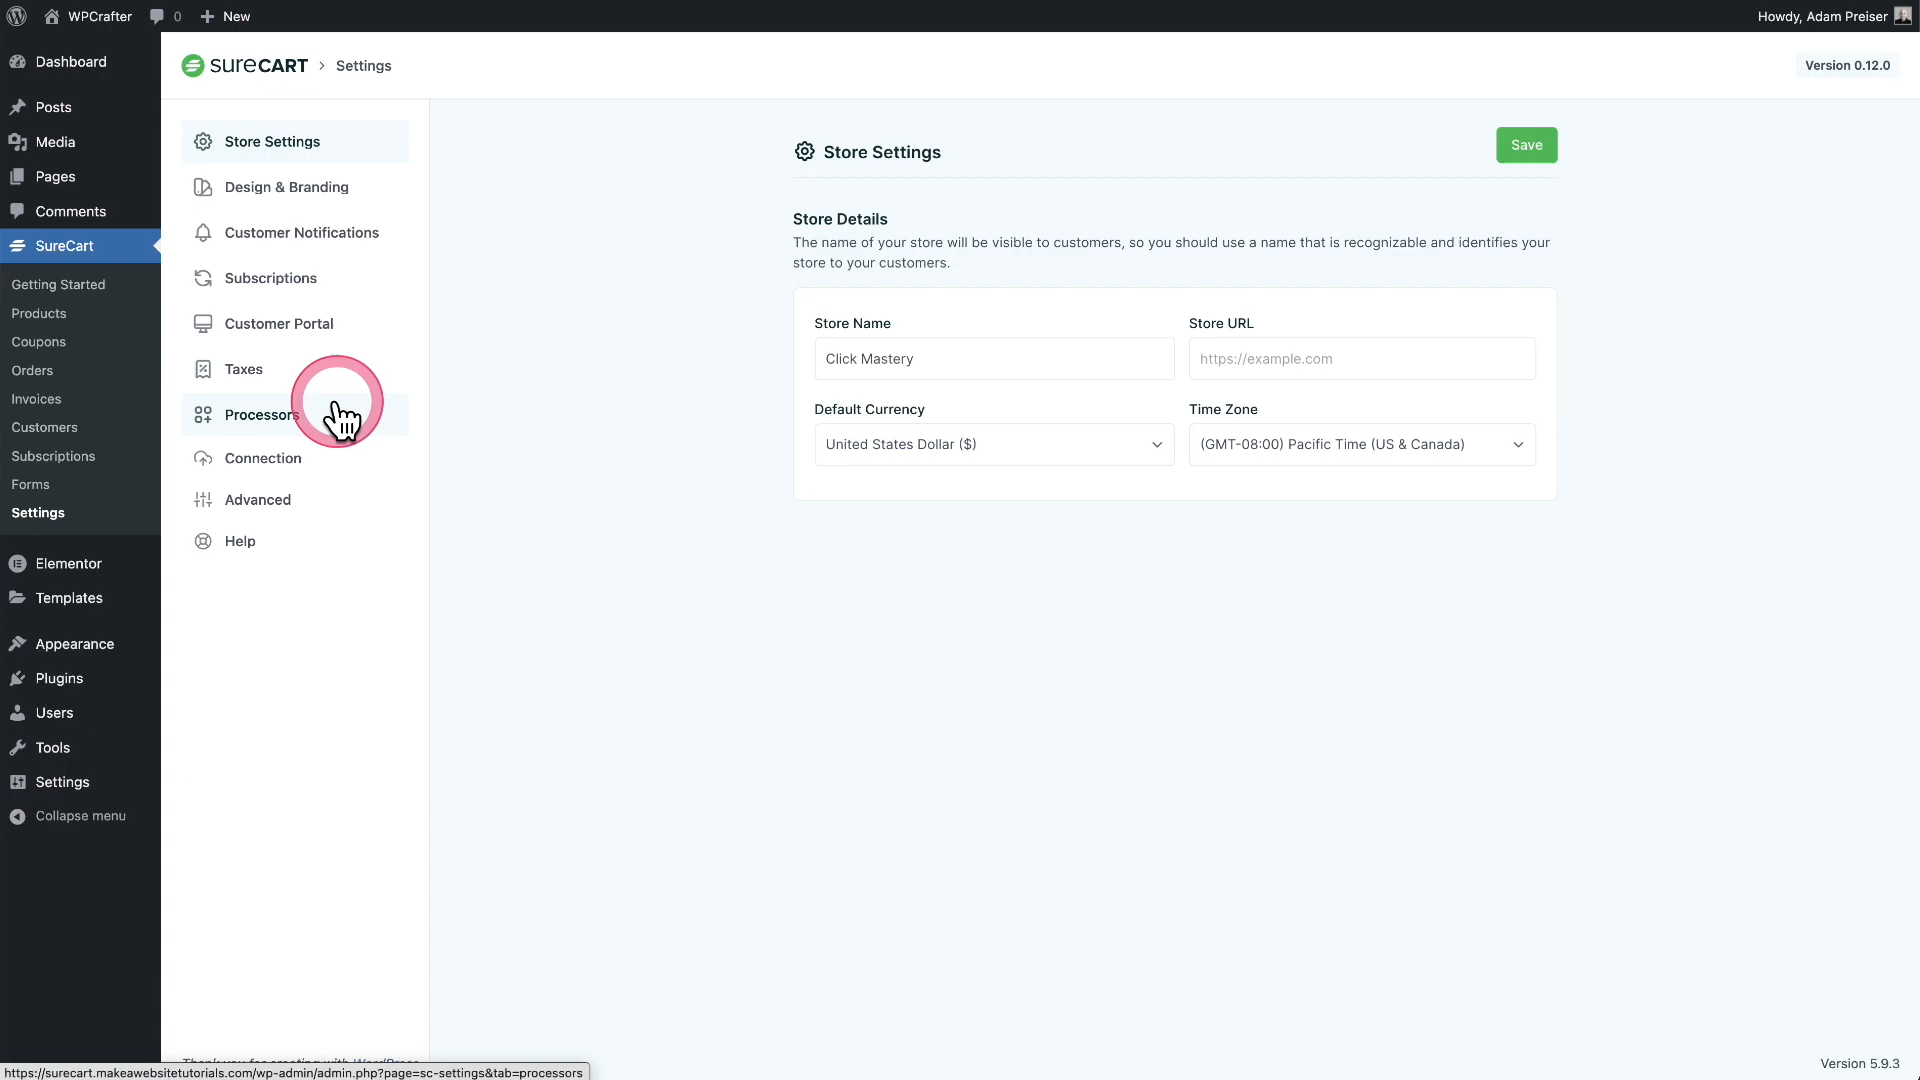 WPCrafter
0
New
Howdy, Adam Preiser
Dashboard
Posts
Media
Pages
Comments
SureCart
Getting Started
Products
Coupons
Orders
Invoices
Customers
Subscriptions
Forms
Settings
Elementor
Templates
Appearance
Plugins
Users
Tools
Settings
Collapse menu
SURECART
Settings
Version 0.12.0
Store Settings
Design & Branding
Customer Notifications
Subscriptions
Customer Portal
Taxes
Processors
Connection
Advanced
Help
Store Settings
Save
Store Details
The name of your store will be visible to customers, so you should use a name that is recognizable and identifies your
store to your customers.
Store Name
Store URL
Click Mastery
https://example.com
Default Currency
Time Zone
United States Dollar ($)
(GMT-08:00) Pacific Time (US & Canada)
Thank you for creating with WordPress
Version 5.9.3
https://surecart.makeawebsitetutorials.com/wp-admin/admin.php?page=sc-settings&tab=processors